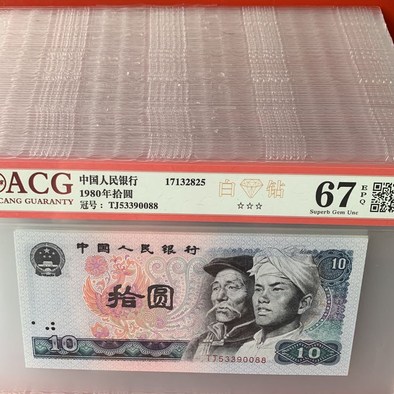 ACG
CANG GUARANTY
中国人民银行 17132825
1980年拾圆
冠号: TJ53390088
白 钻
☆☆☆
67 EPQ
Superb Gem Unc
中国人民银行
10
拾圆
10
TJ53390088
10